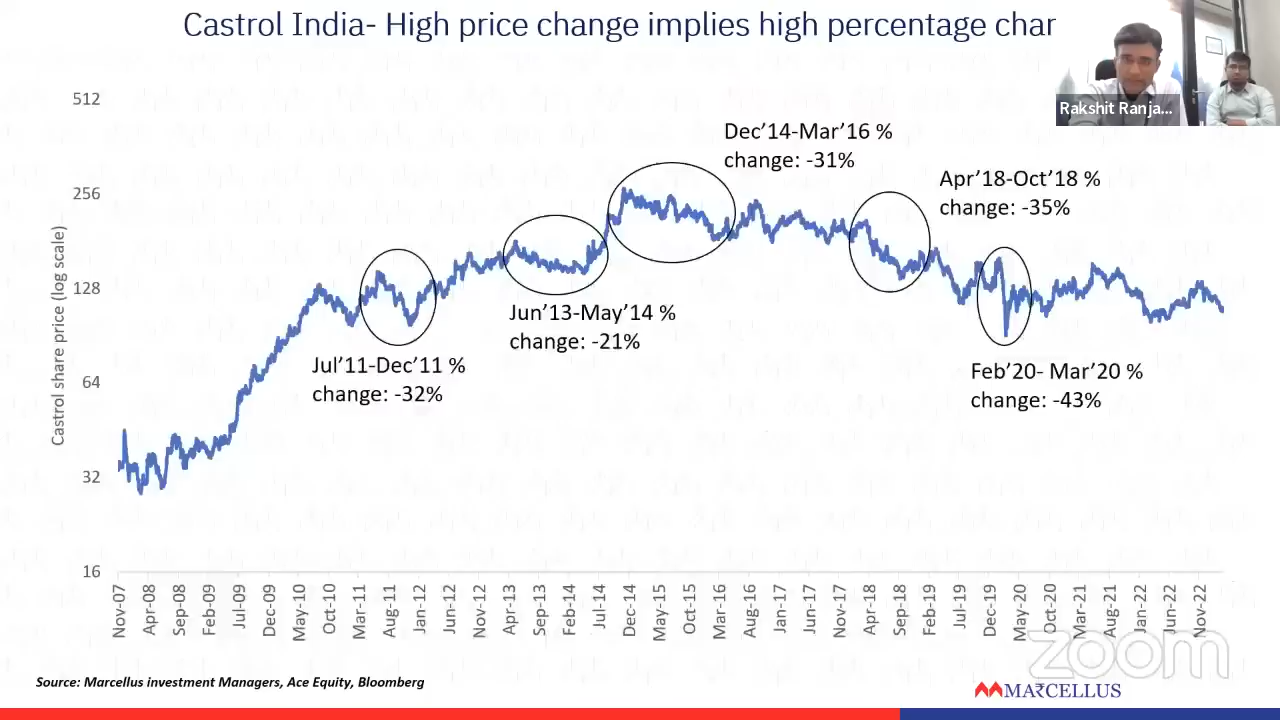 Castrol India- High price change implies high percentage char
Rakshit Ranja...
Castrol share price (log scale)
512
256
128
64
32
16
Dec’14-Mar’16 %
change: -31%
Apr’18-Oct’18 %
change: -35%
Jun’13-May’14 %
change: -21%
Jul’11-Dec’11 %
change: -32%
Feb’20- Mar’20 %
change: -43%
Nov-07
Apr-08
Sep-08
Feb-09
Jul-09
May-10
Oct-10
Mar-11
Aug-11
Jan-12
Jun-12
Nov-12
Apr-13
Sep-13
Feb-14
Jul-14
Dec-14
May-15
Oct-15
Mar-16
Aug-16
Jan-17
Jun-17
Nov-17
Apr-18
Sep-18
Feb-19
Jul-19
Dec-19
May-20
Oct-20
Mar-21
Aug-21
Jan-22
Jun-22
Nov-22
zoom
Source: Marcellus investment Managers, Ace Equity, Bloomberg
MARCELLUS